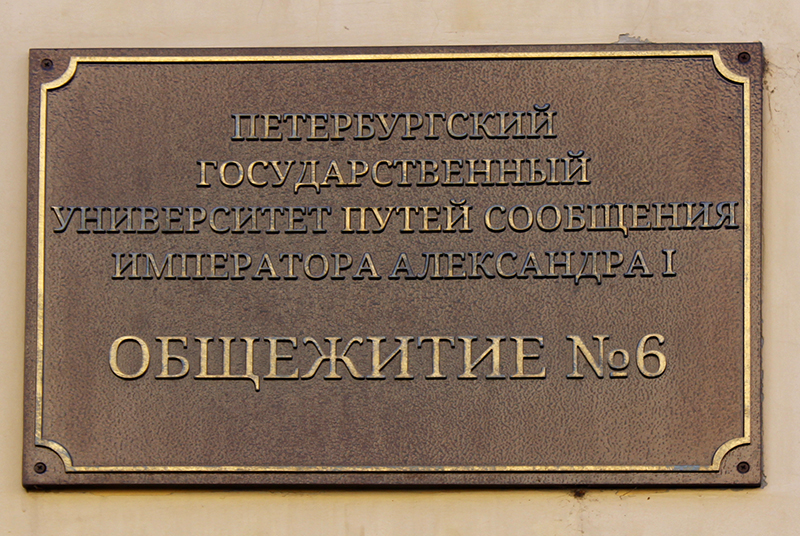 ПЕТЕРБУРГСКИЙ
ГОСУДАРСТВЕННЫЙ
УНИВЕРСИТЕТ ПУТЕЙ СООБЩЕНИЯ
ИМПЕРАТОРА АЛЕКСАНДРА I
ОБЩЕЖИТИЕ №6